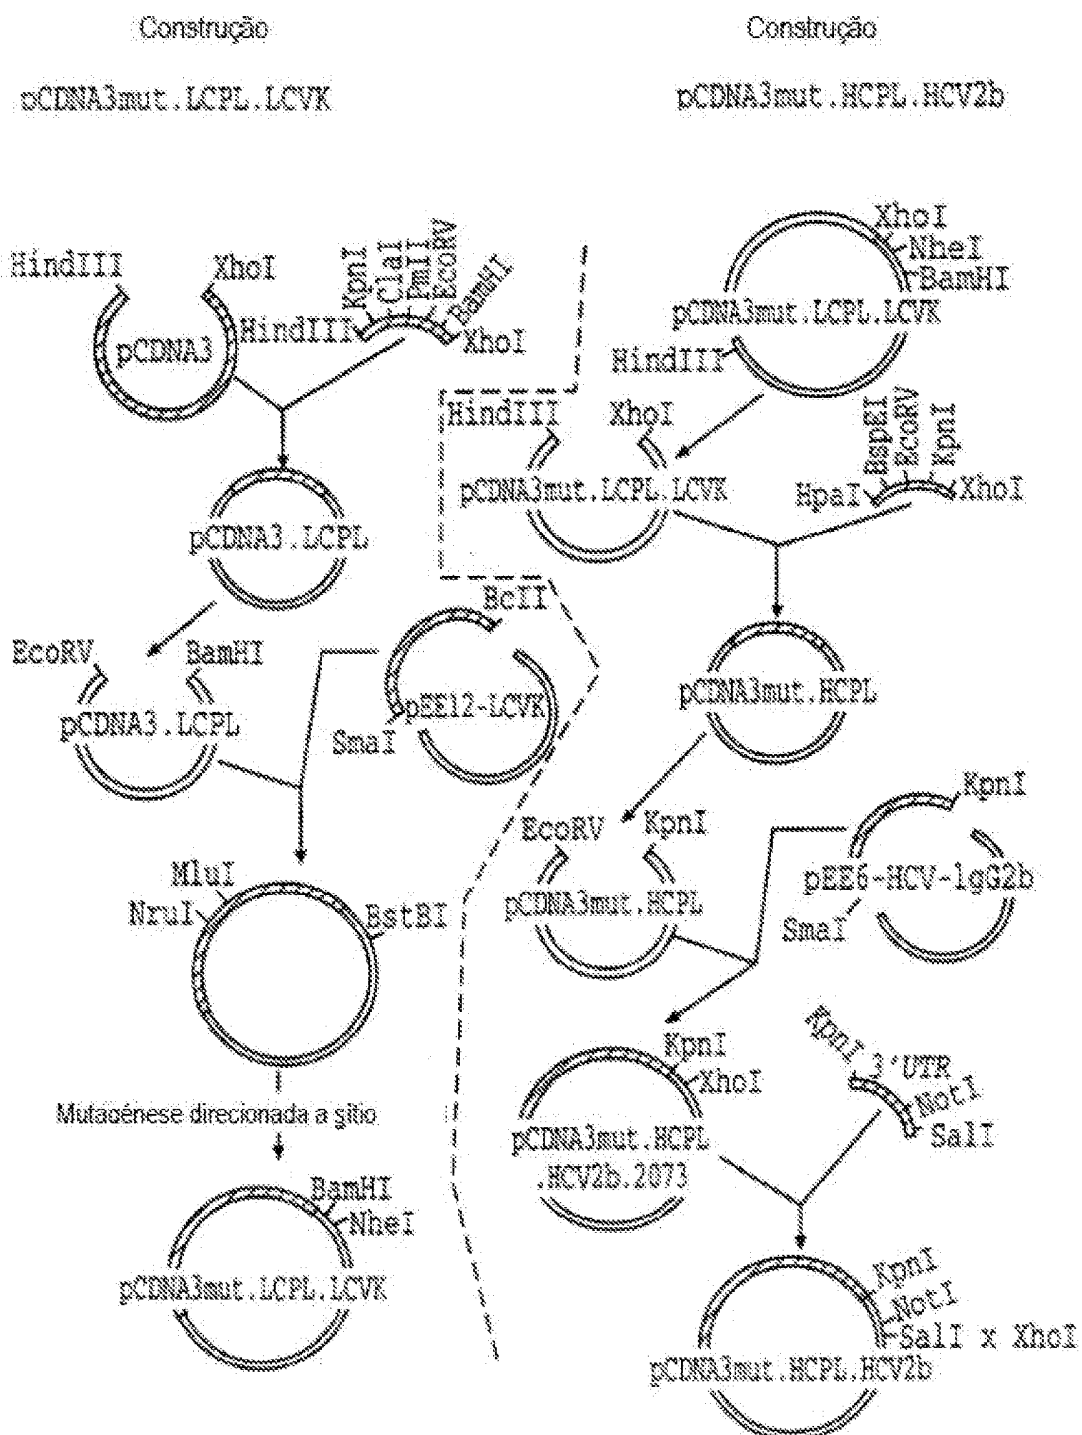 Construção
pCDNA3mut.LCPL.LCVK
HindIII
XhoI
pCDNA3
HindIII
KpnI
ClaI
PmlI
EcoRV
BamHI
XhoI
pCDNA3.LCPL
EcoRV
BamHI
pCDNA3.LCPL
BclI
pEE12-LCVK
SmaI
MluI
NruI
BstBI
Mutagénese direcionada a sítio
BamHI
NheI
pCDNA3mut.LCPL.LCVK
Construção
pCDNA3mut.HCPL.HCV2b
XhoI
NheI
BamHI
pCDNA3mut.LCPL.LCVK
HindIII
HindIII
XhoI
pCDNA3mut.LCPL.LCVK
HpaI
BspEI
EcoRV
KpnI
XhoI
pCDNA3mut.HCPL
EcoRV
KpnI
pCDNA3mut.HCPL
KpnI
pEE6-HCV-1gG2b
SmaI
KpnI
XhoI
pCDNA3mut.HCPL
.HCV2b.2073
KpnI
3'UTR
NotI
SalI
KpnI
NotI
SalI x XhoI
pCDNA3mut.HCPL.HCV2b